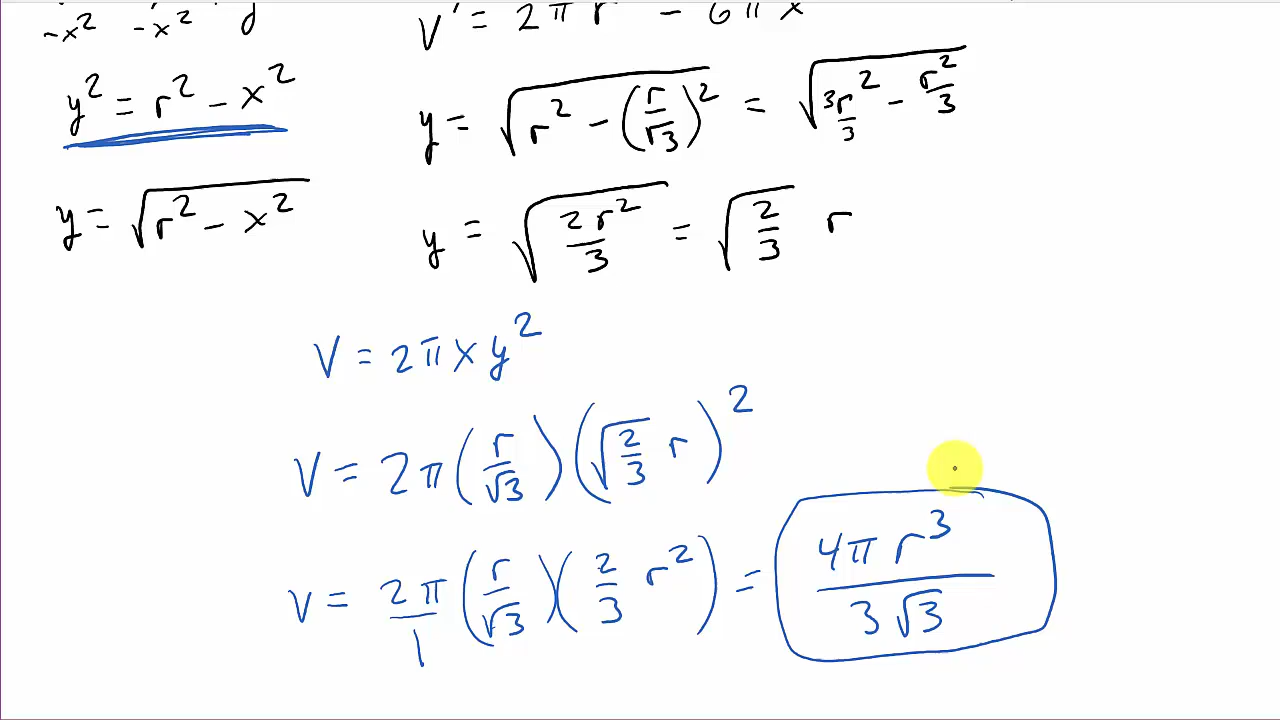 -x² -x² y
V' = 2πr² - 6πx²
y² = r² - x²
y = √(r² - (r/√3)²) = √(3r²/3 - r²/3)
y = √(r² - x²)
y = √(2r²/3) = √(2/3) r
V = 2πxy²
V = 2π(r/√3)(√(2/3) r)²
V = 2π/1 (r/√3)(2/3 r²) = 4πr³/(3√3)